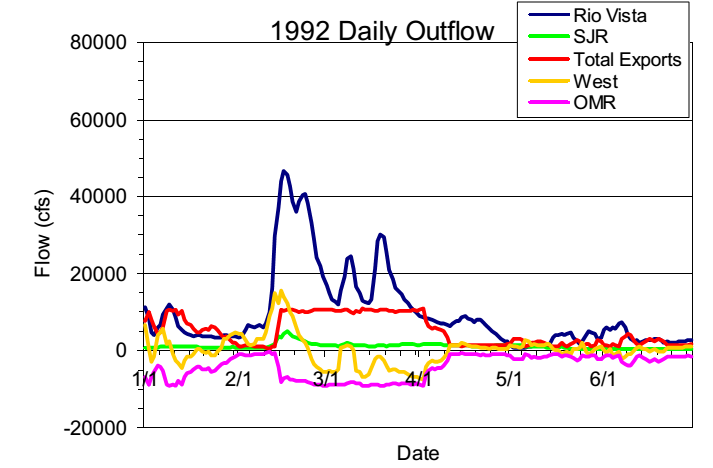 1992 Daily Outflow
Rio Vista
SJR
Total Exports
West
OMR
80000
60000
40000
20000
0
-20000
Flow (cfs)
1/1
2/1
3/1
4/1
5/1
6/1
Date